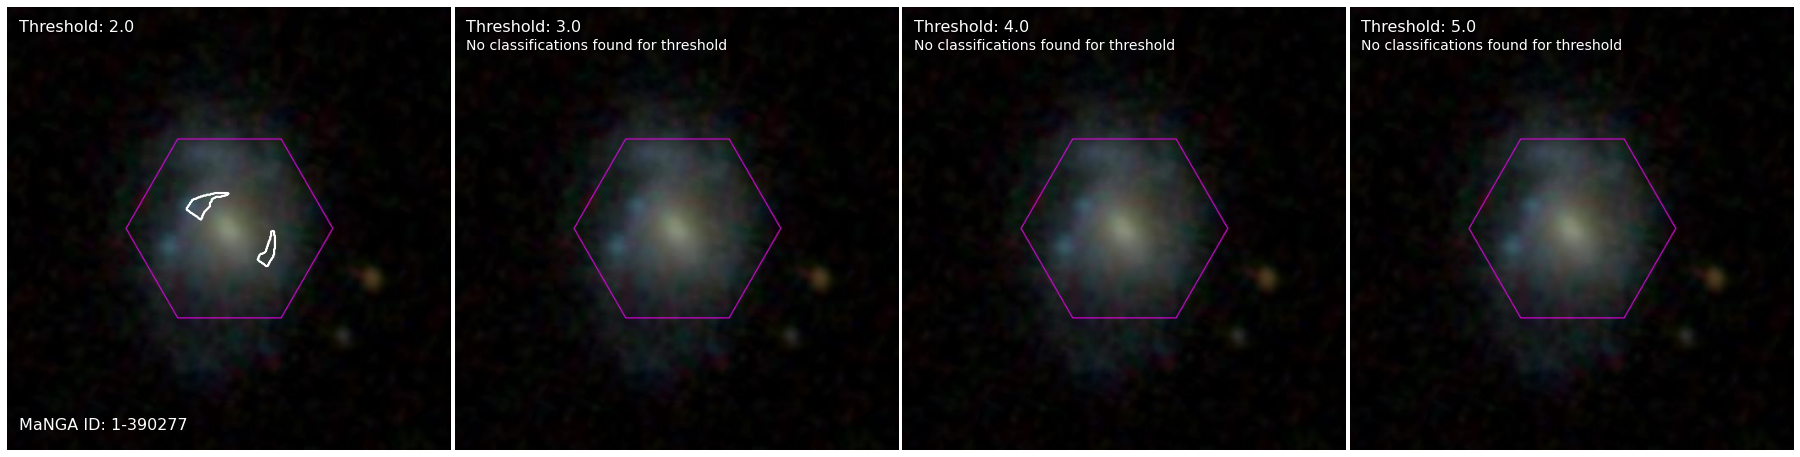 Threshold: 2.0
MaNGA ID: 1-390277
Threshold: 3.0
No classifications found for threshold
Threshold: 4.0
No classifications found for threshold
Threshold: 5.0
No classifications found for threshold